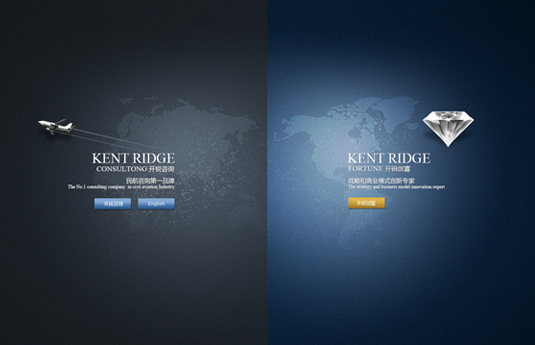 KENT RIDGE
CONSULTONG 开锐咨询
民航咨询第一品牌
The No.1 consulting company in civil aviation Industry
开锐咨询
English
KENT RIDGE
FORTUNE 开锐创富
战略和商业模式创新专家
The strategy and business model innovation expert
开锐创富